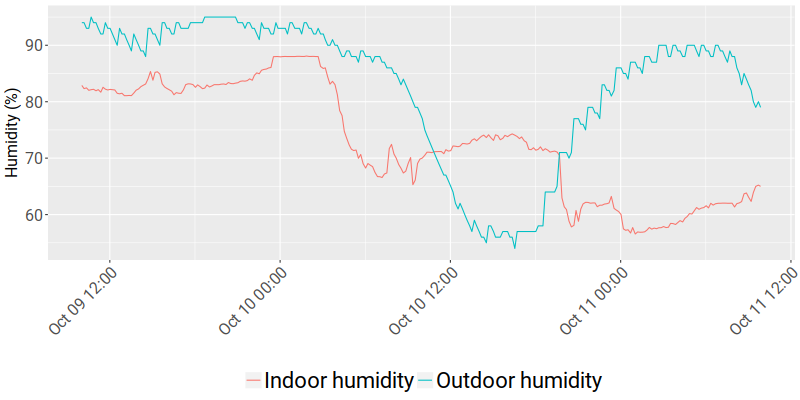 Humidity (%)
90
80
70
60
Oct 09 12:00
Oct 10 00:00
Oct 10 12:00
Oct 11 00:00
Oct 11 12:00
Indoor humidity Outdoor humidity